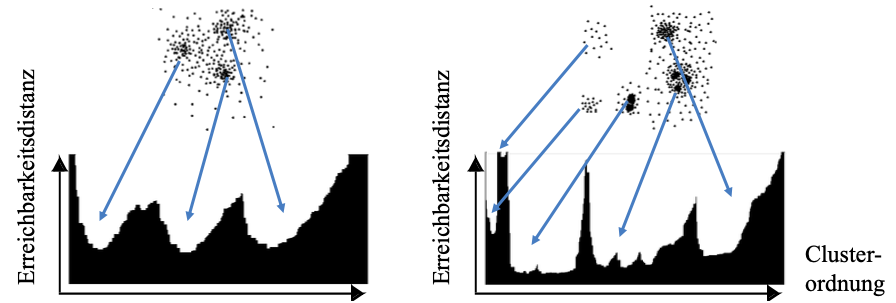 Erreichbarkeitsdistanz
Erreichbarkeitsdistanz
Cluster-
ordnung